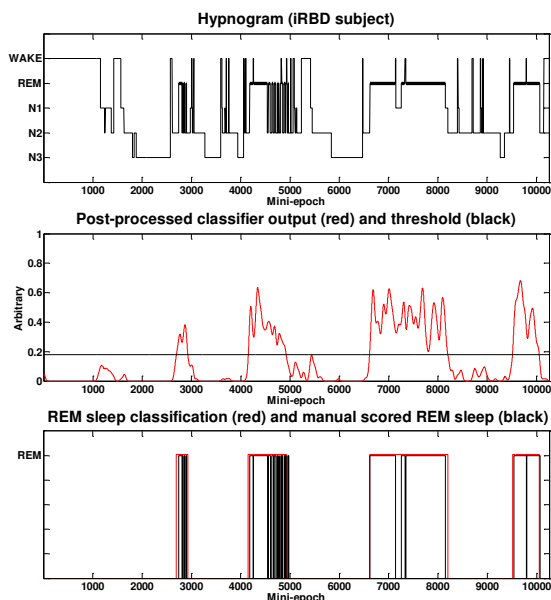 Hypnogram (iRBD subject)
WAKE
REM
N1
N2
N3
1000 2000 3000 4000 5000 6000 7000 8000 9000 10000
Mini-epoch
Post-processed classifier output (red) and threshold (black)
1
0.8
0.6
0.4
0.2
0
Arbitrary
1000 2000 3000 4000 5000 6000 7000 8000 9000 10000
Mini-epoch
REM sleep classification (red) and manual scored REM sleep (black)
REM
1000 2000 3000 4000 5000 6000 7000 8000 9000 10000
Mini-epoch